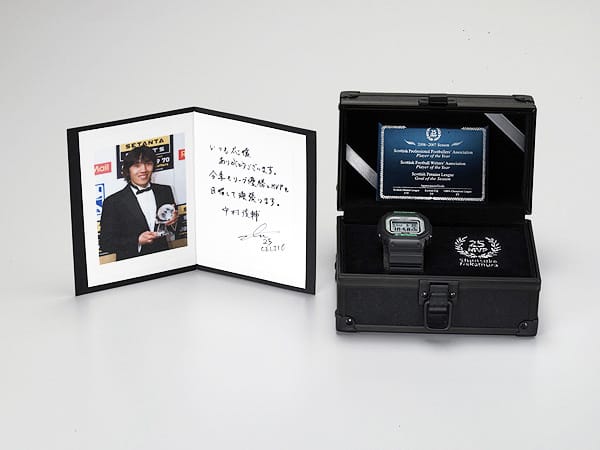 Mail
SETANTA
いつも応援
ありがとうございます。
今季もリーグ優勝とMVPを
目指して頑張ります。
中村俊輔
25
CELTIC
25
2006-2007 Season
Scottish Professional Footballers' Association
Player of the Year
Scottish Football Writers' Association
Player of the Year
Scottish Premier League
Goal of the Season
25
MVP
Shunsuke
Nakamura